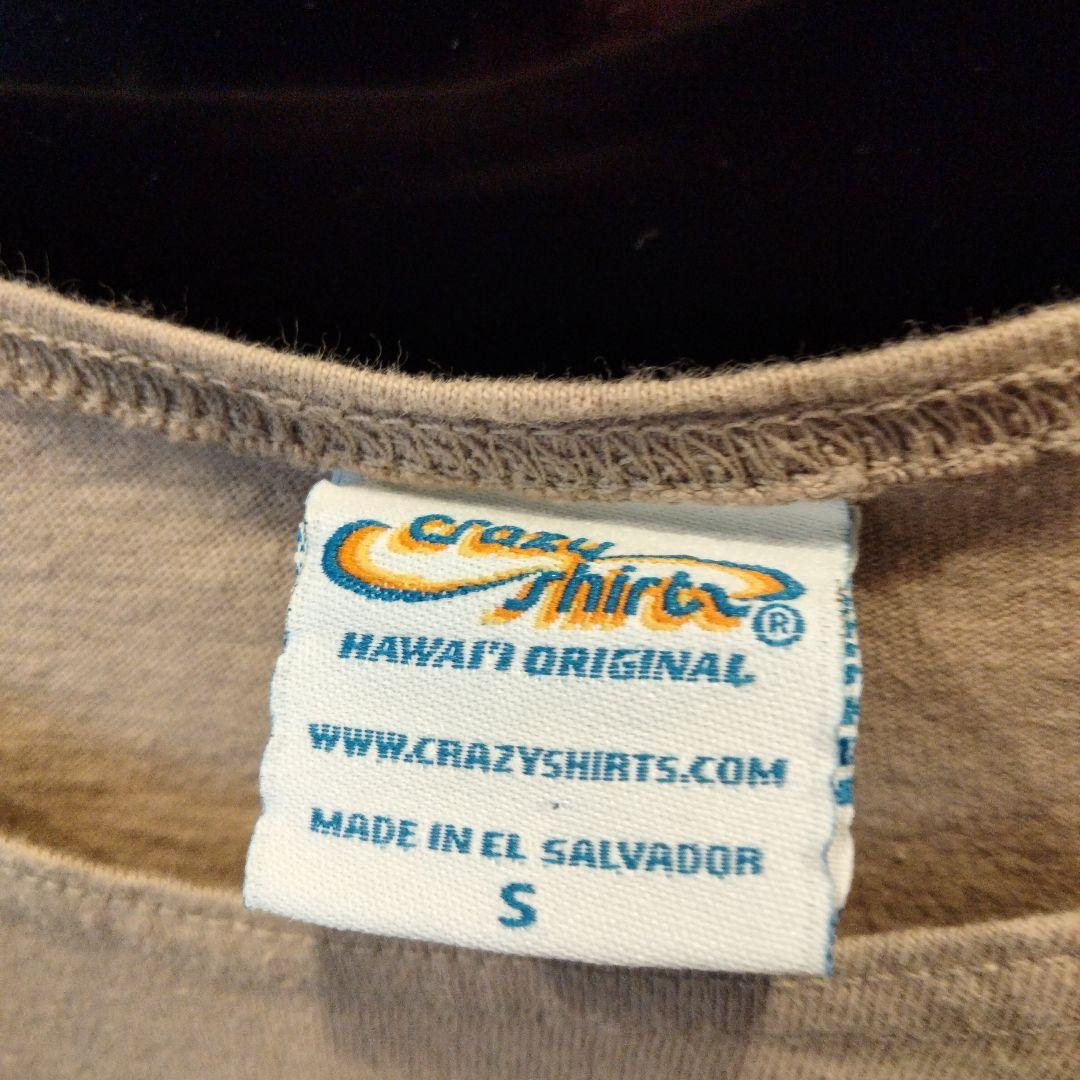 crazy
shirts®
HAWAI'I ORIGINAL
WWW.CRAZYSHIRTS.COM
MADE IN EL SALVADOR
S